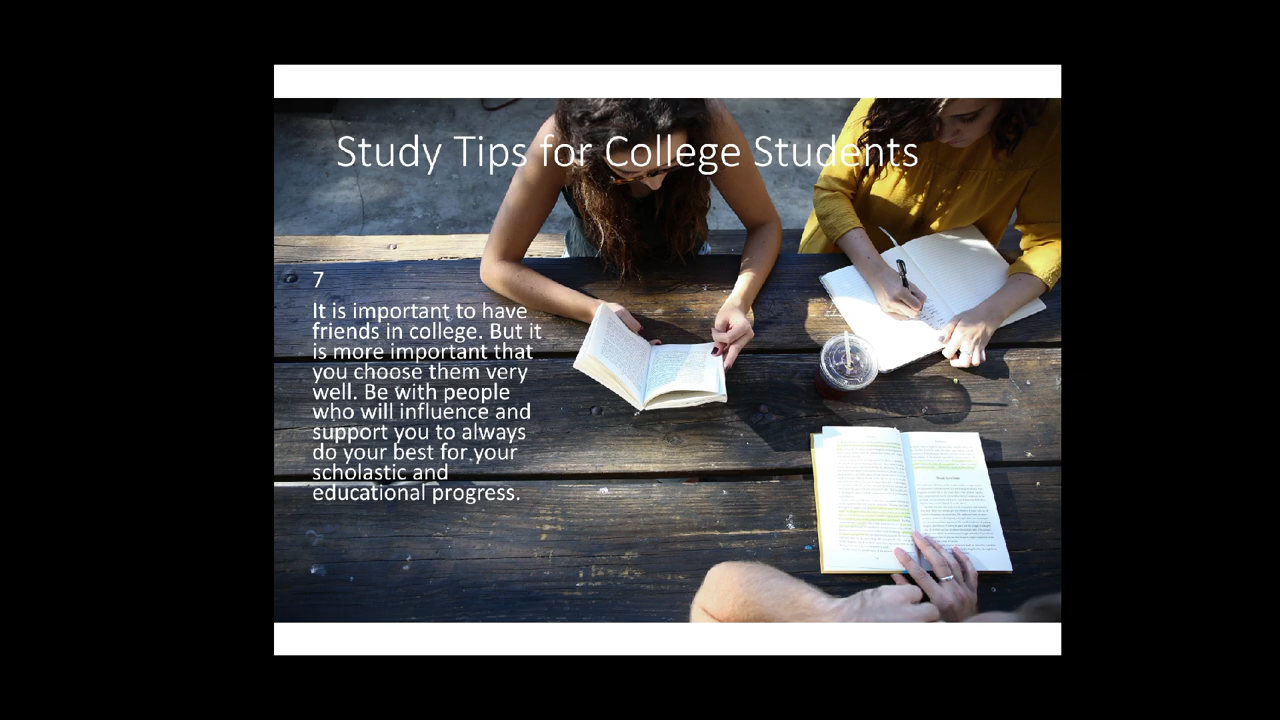 Study Tips for College Students
7
It is important to have
friends in college. But it
is more important that
you choose them very
well. Be with people
who will influence and
support you to always
do your best for your
scholastic and
educational progress.